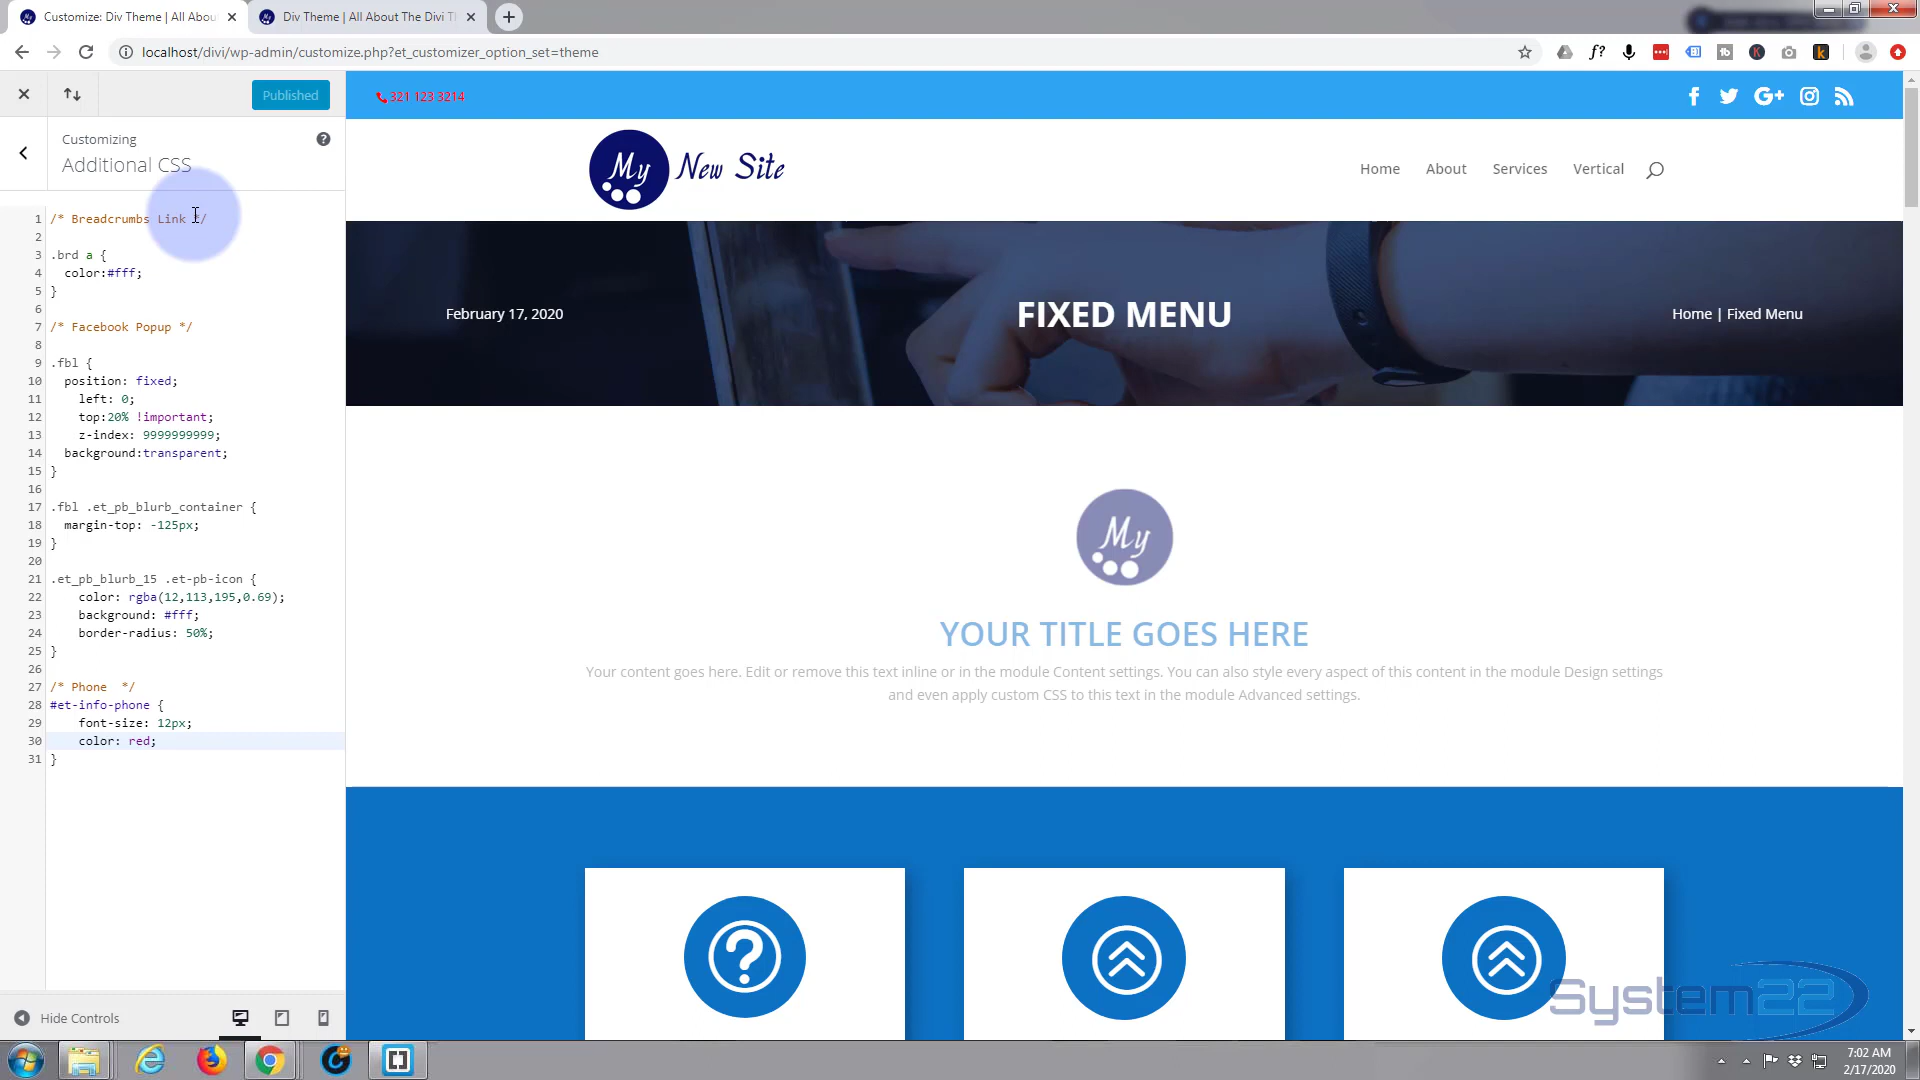 Customize: Div Theme | All Abou
Div Theme | All About The Divi T
localhost/divi/wp-admin/customize.php?et_customizer_option_set=theme
Published
Customizing
Additional CSS
1 /* Breadcrumbs Link */
2
3 .brd a {
4 color:#fff;
5 }
6
7 /* Facebook Popup */
8
9 .fbl {
10 position: fixed;
11 left: 0;
12 top:20% !important;
13 z-index: 9999999999;
14 background:transparent;
15 }
16
17 .fbl .et_pb_blurb_container {
18 margin-top: -125px;
19 }
20
21 .et_pb_blurb_15 .et-pb-icon {
22 color: rgba(12,113,195,0.69);
23 background: #fff;
24 border-radius: 50%;
25 }
26
27 /* Phone  */
28 #et-info-phone {
29 font-size: 12px;
30 color: red;
31 }
Hide Controls
321 123 3214
My New Site
Home About Services Vertical
February 17, 2020
FIXED MENU
Home | Fixed Menu
My
YOUR TITLE GOES HERE
Your content goes here. Edit or remove this text inline or in the module Content settings. You can also style every aspect of this content in the module Design settings
and even apply custom CSS to this text in the module Advanced settings.
System22
7:02 AM
2/17/2020